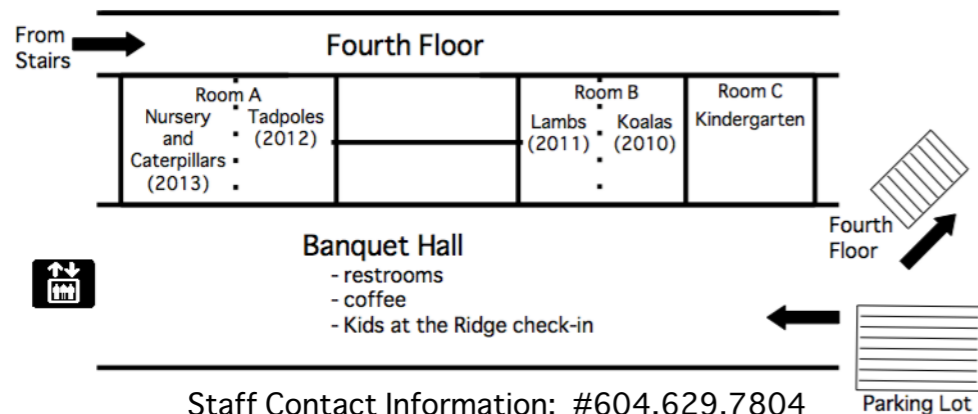 From
Stairs
Fourth Floor
Room A
Nursery
and
Caterpillars
(2013)
Tadpoles
(2012)
Room B
Lambs
(2011)
Koalas
(2010)
Room C
Kindergarten
Fourth
Floor
Banquet Hall
- restrooms
- coffee
- Kids at the Ridge check-in
Parking Lot
Staff Contact Information: #604.629.7804